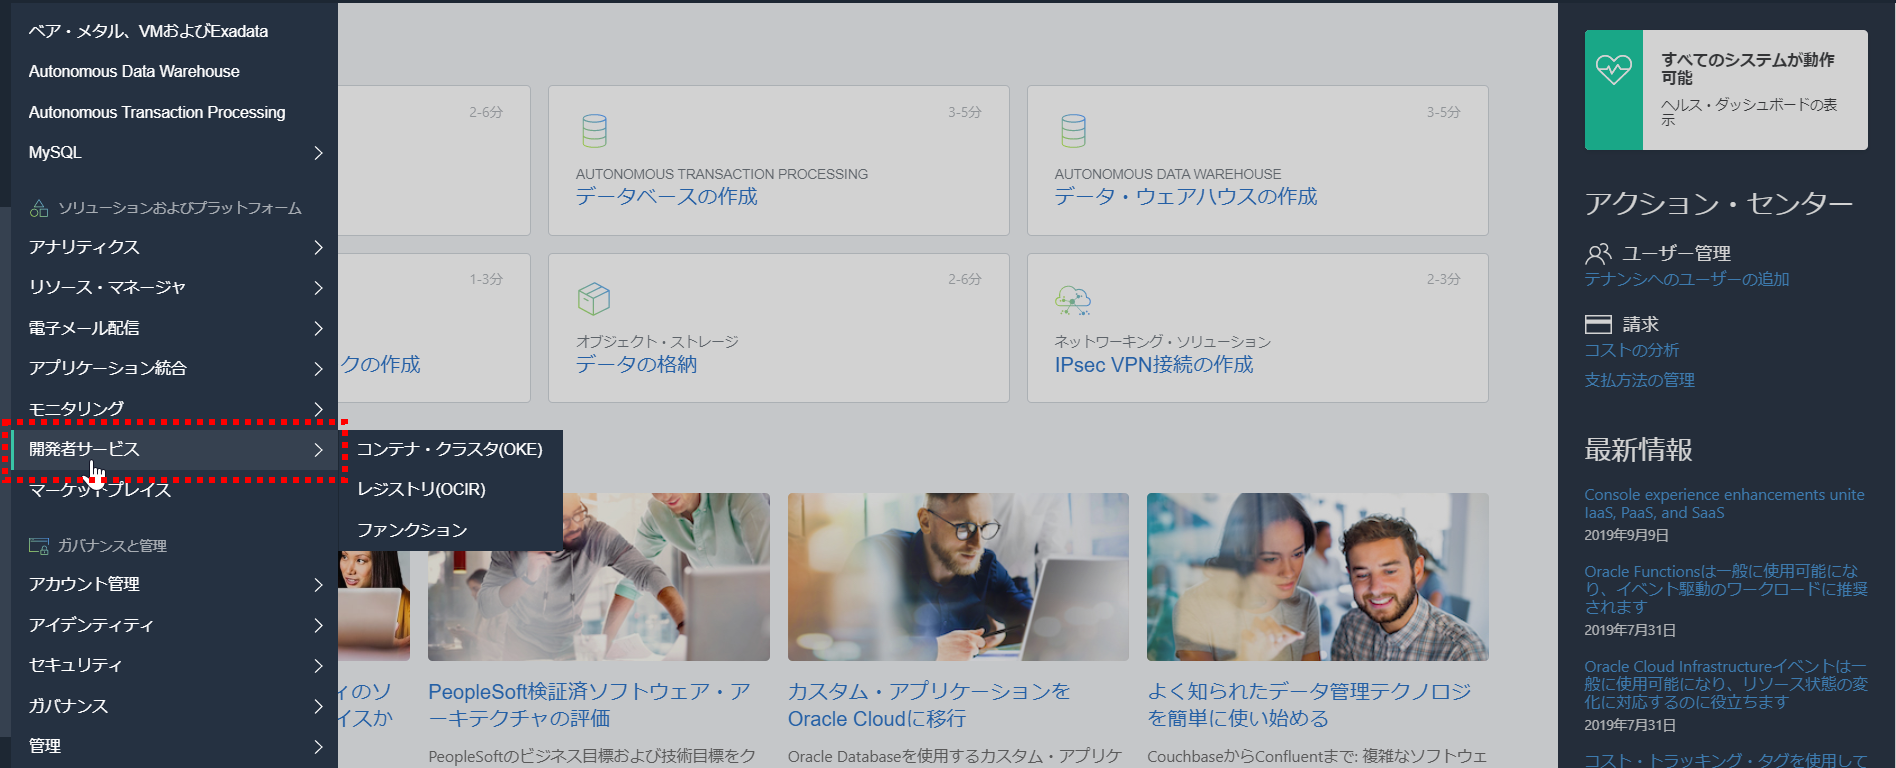 ベア・メタル、VMおよびExadata
Autonomous Data Warehouse
Autonomous Transaction Processing
MySQL
ソリューションおよびプラットフォーム
アナリティクス
リソース・マネージャ
電子メール配信
アプリケーション統合
モニタリング
開発者サービス
マーケットプレイス
ガバナンスと管理
アカウント管理
アイデンティティ
セキュリティ
ガバナンス
管理
コンテナ・クラスタ(OKE)
レジストリ(OCIR)
ファンクション
2-6分
3-5分
AUTONOMOUS TRANSACTION PROCESSING
データベースの作成
3-5分
AUTONOMOUS DATA WAREHOUSE
データ・ウェアハウスの作成
1-3分
クの作成
2-6分
オブジェクト・ストレージ
データの格納
2-3分
ネットワーキング・ソリューション
IPsec VPN接続の作成
ィのソ
イスか
PeopleSoft検証済ソフトウェア・ア
ーキテクチャの評価
PeopleSoftのビジネス目標および技術目標をク
カスタム・アプリケーションを
Oracle Cloudに移行
Oracle Databaseを使用するカスタム・アプリケ
よく知られたデータ管理テクノロジ
を簡単に使い始める
CouchbaseからConfluentまで: 複雑なソフトウェ
すべてのシステムが動作
可能
ヘルス・ダッシュボードの表
示
アクション・センター
ユーザー管理
テナンシへのユーザーの追加
請求
コストの分析
支払方法の管理
最新情報
Console experience enhancements unite
IaaS, PaaS, and SaaS
2019年9月9日
Oracle Functionsは一般に使用可能にな
り、イベント駆動のワークロードに推奨
されます
2019年7月31日
Oracle Cloud Infrastructureイベントは一
般に使用可能になり、リソース状態の変
化に対応するのに役立ちます
2019年7月31日
コスト・トラッキング・タグを使用して